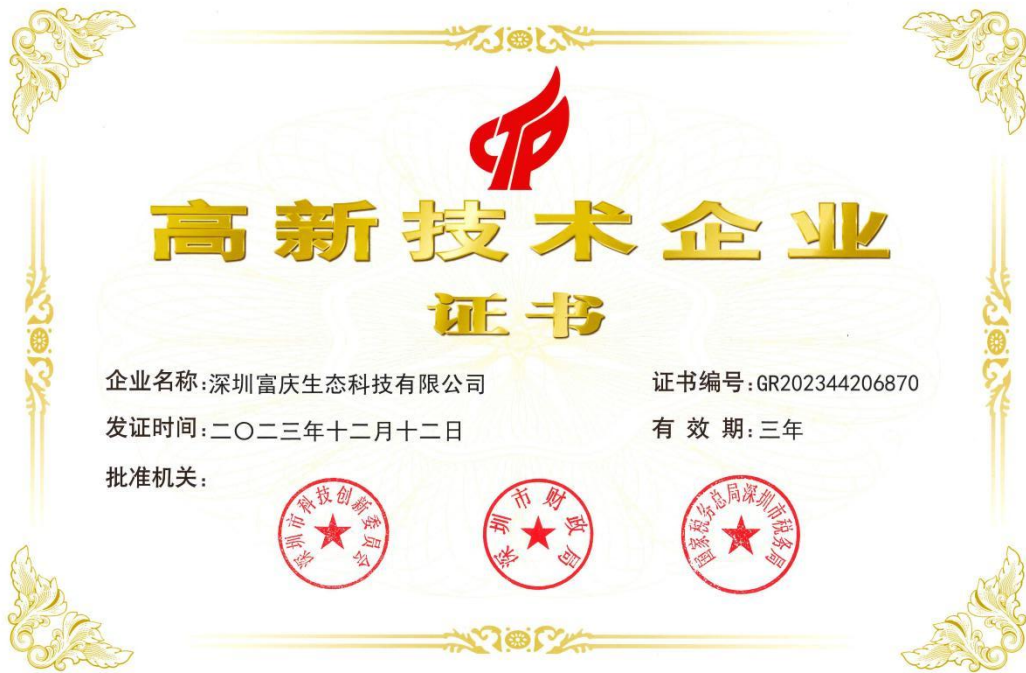 高新技术企业
证书
企业名称:深圳富庆生态科技有限公司
证书编号:GR202344206870
发证时间:二〇二三年十二月十二日
有效期:三年
批准机关:
深圳市科技创新委员会
深圳市财政局
国家税务总局深圳市税务局